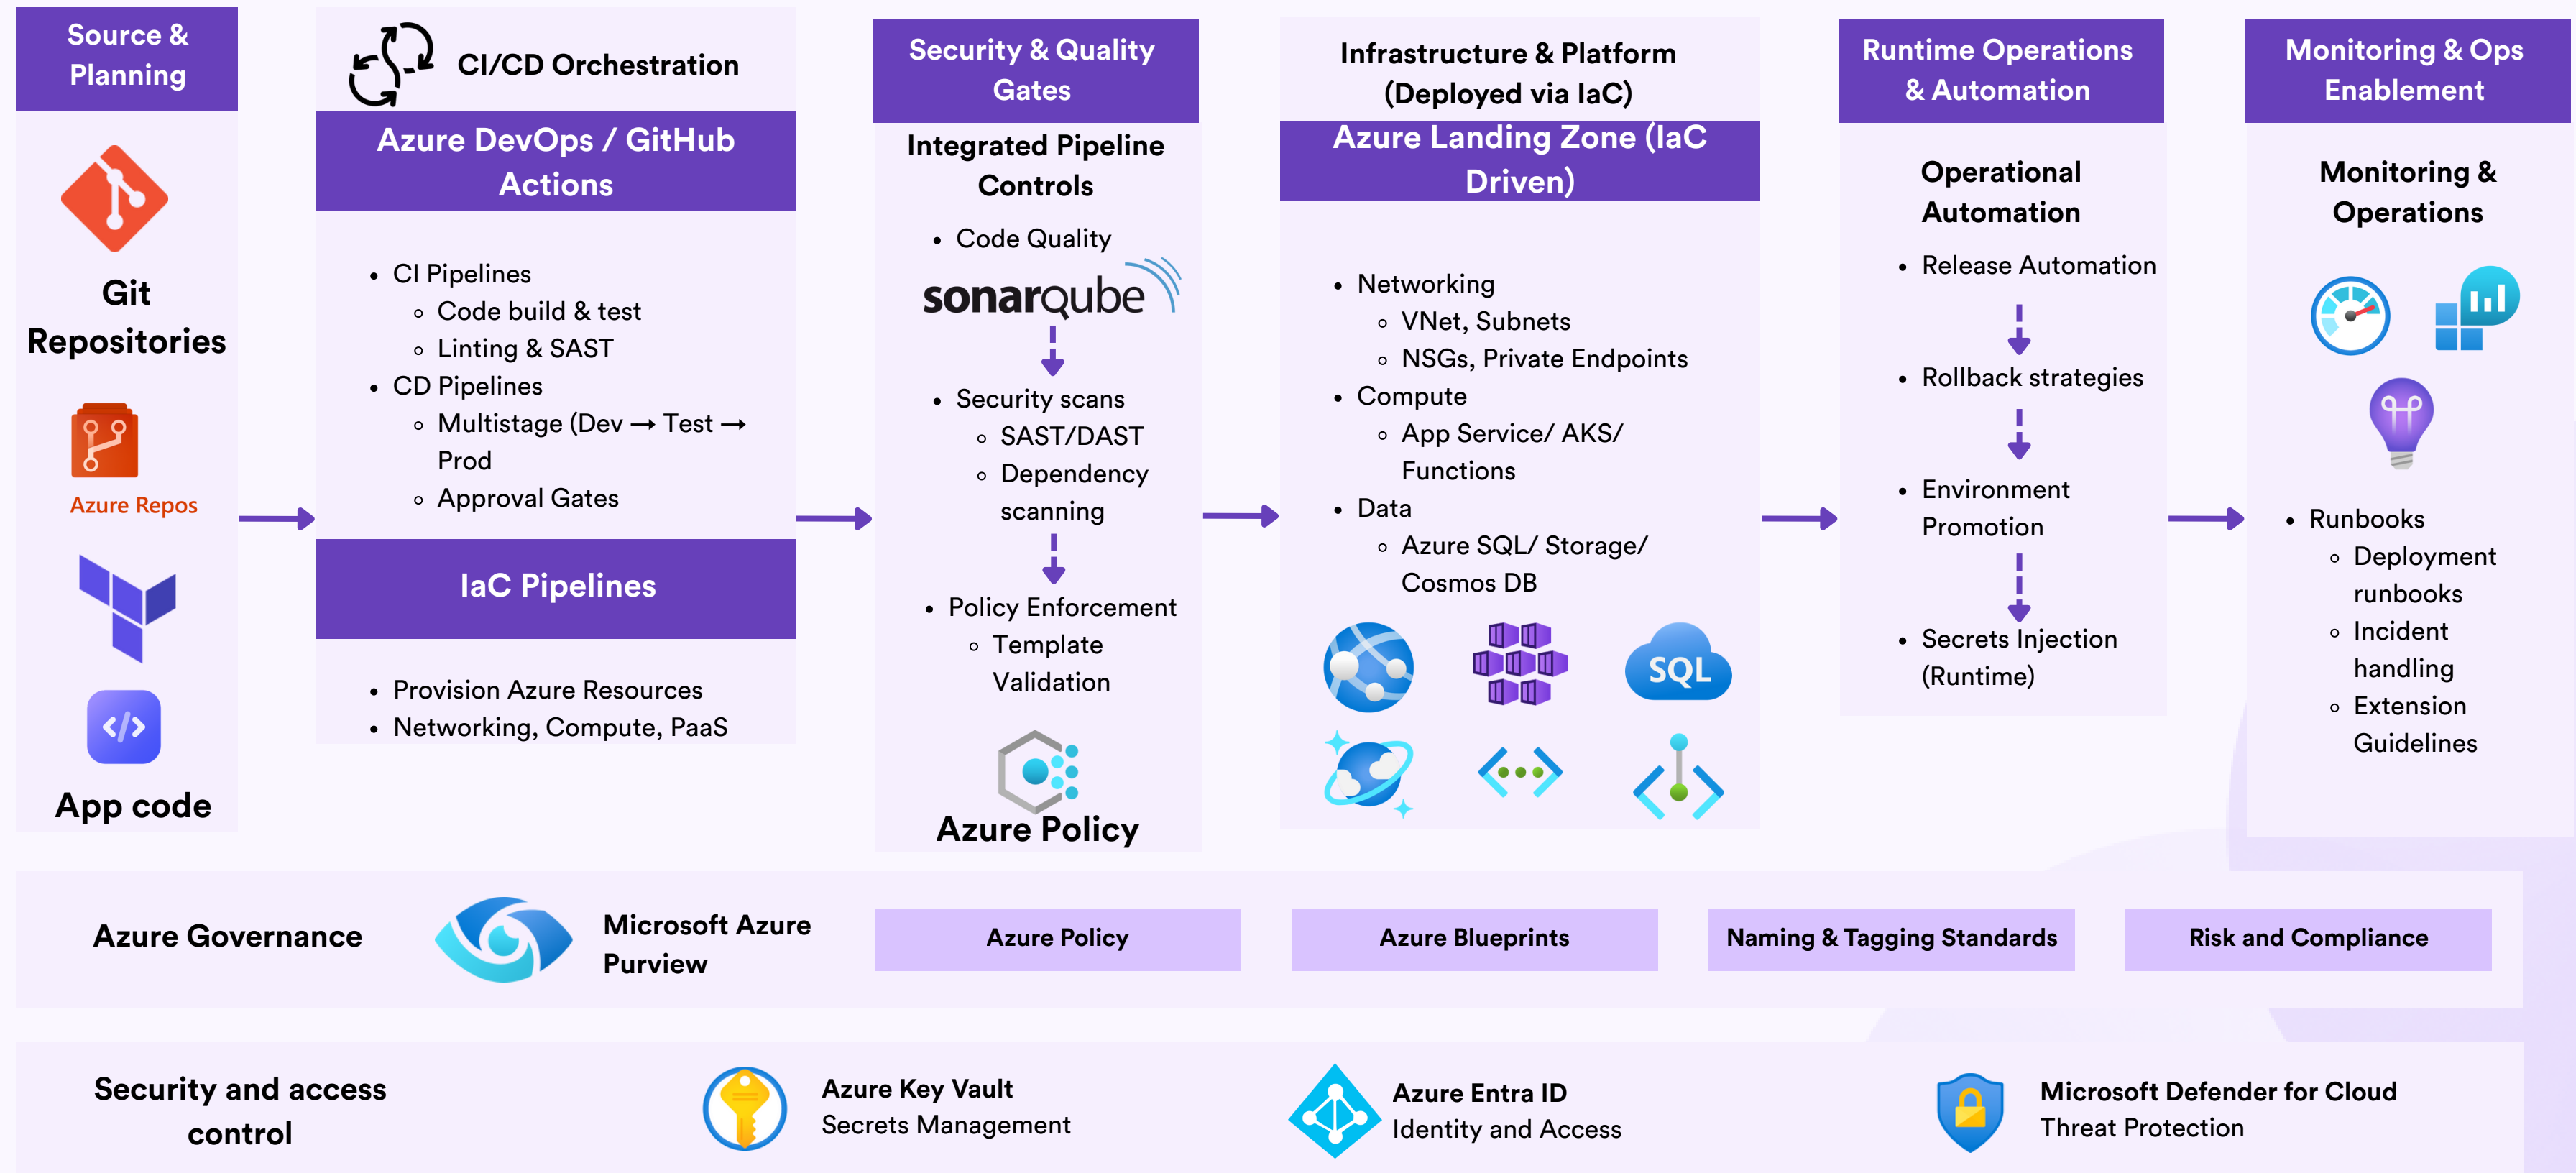 Source &
Planning
Git
Repositories
Azure Repos
App code
CI/CD Orchestration
Azure DevOps / GitHub
Actions
• CI Pipelines
◦ Code build & test
◦ Linting & SAST
• CD Pipelines
◦ Multistage (Dev → Test →
Prod
◦ Approval Gates
IaC Pipelines
• Provision Azure Resources
• Networking, Compute, PaaS
Security & Quality
Gates
Integrated Pipeline
Controls
• Code Quality
sonarqube
• Security scans
◦ SAST/DAST
◦ Dependency
scanning
• Policy Enforcement
◦ Template
Validation
Azure Policy
Infrastructure & Platform
(Deployed via IaC)
Azure Landing Zone (IaC
Driven)
• Networking
◦ VNet, Subnets
◦ NSGs, Private Endpoints
• Compute
◦ App Service/ AKS/
Functions
• Data
◦ Azure SQL/ Storage/
Cosmos DB
SQL
Runtime Operations
& Automation
Operational
Automation
• Release Automation
• Rollback strategies
• Environment
Promotion
• Secrets Injection
(Runtime)
Monitoring & Ops
Enablement
Monitoring &
Operations
• Runbooks
◦ Deployment
runbooks
◦ Incident
handling
◦ Extension
Guidelines
Azure Governance
Microsoft Azure
Purview
Azure Policy
Azure Blueprints
Naming & Tagging Standards
Risk and Compliance
Security and access
control
Azure Key Vault
Secrets Management
Azure Entra ID
Identity and Access
Microsoft Defender for Cloud
Threat Protection